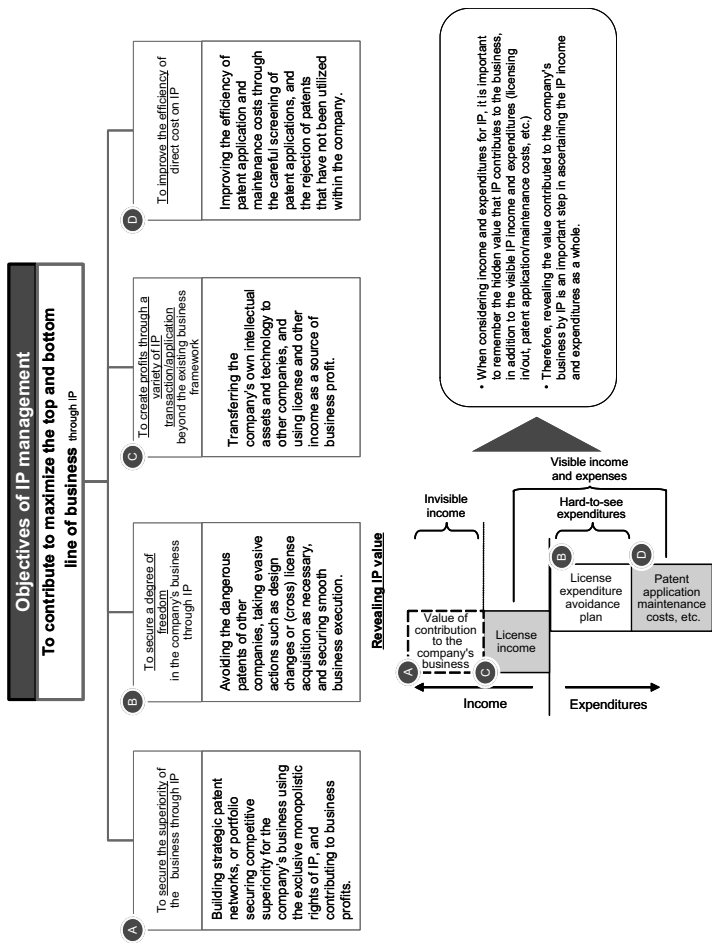 Objectives of IP management
To contribute to maximize the top and bottom
line of business through IP
A
To secure the superiority of
the business through IP
Building strategic patent
networks, or portfolio
securing competitive
superiority for the
company's business using
the exclusive monopolistic
rights of IP, and
contributing to business
profits.
B
To secure a degree of
freedom
in the company's business
through IP
Avoiding the dangerous
patents of other
companies, taking evasive
actions such as design
changes or (cross) license
acquisition as necessary,
and securing smooth
business execution.
C
To create profits through a
variety of IP
transaction/application
beyond the existing business
framework
Transferring the
company's own intellectual
assets and technology to
other companies, and
using license and other
income as a source of
business profit.
D
To improve the efficiency of
direct cost on IP
Improving the efficiency of
patent application and
maintenance costs through
the careful screening of
patent applications, and
the rejection of patents
that have not been utilized
within the company.
Revealing IP value
Income
Expenditures
A
Value of
contribution
to the
company's
business
C
License
income
B
License
expenditure
avoidance
plan
D
Patent
application
maintenance
costs, etc.
Invisible
income
Visible income
and expenses
Hard-to-see
expenditures
• When considering income and expenditures for IP, it is important
to remember the hidden value that IP contributes to the business,
in addition to the visible IP income and expenditures (licensing
in/out, patent application/maintenance costs, etc.)
• Therefore, revealing the value contributed to the company's
business by IP is an important step in ascertaining the IP income
and expenditures as a whole.